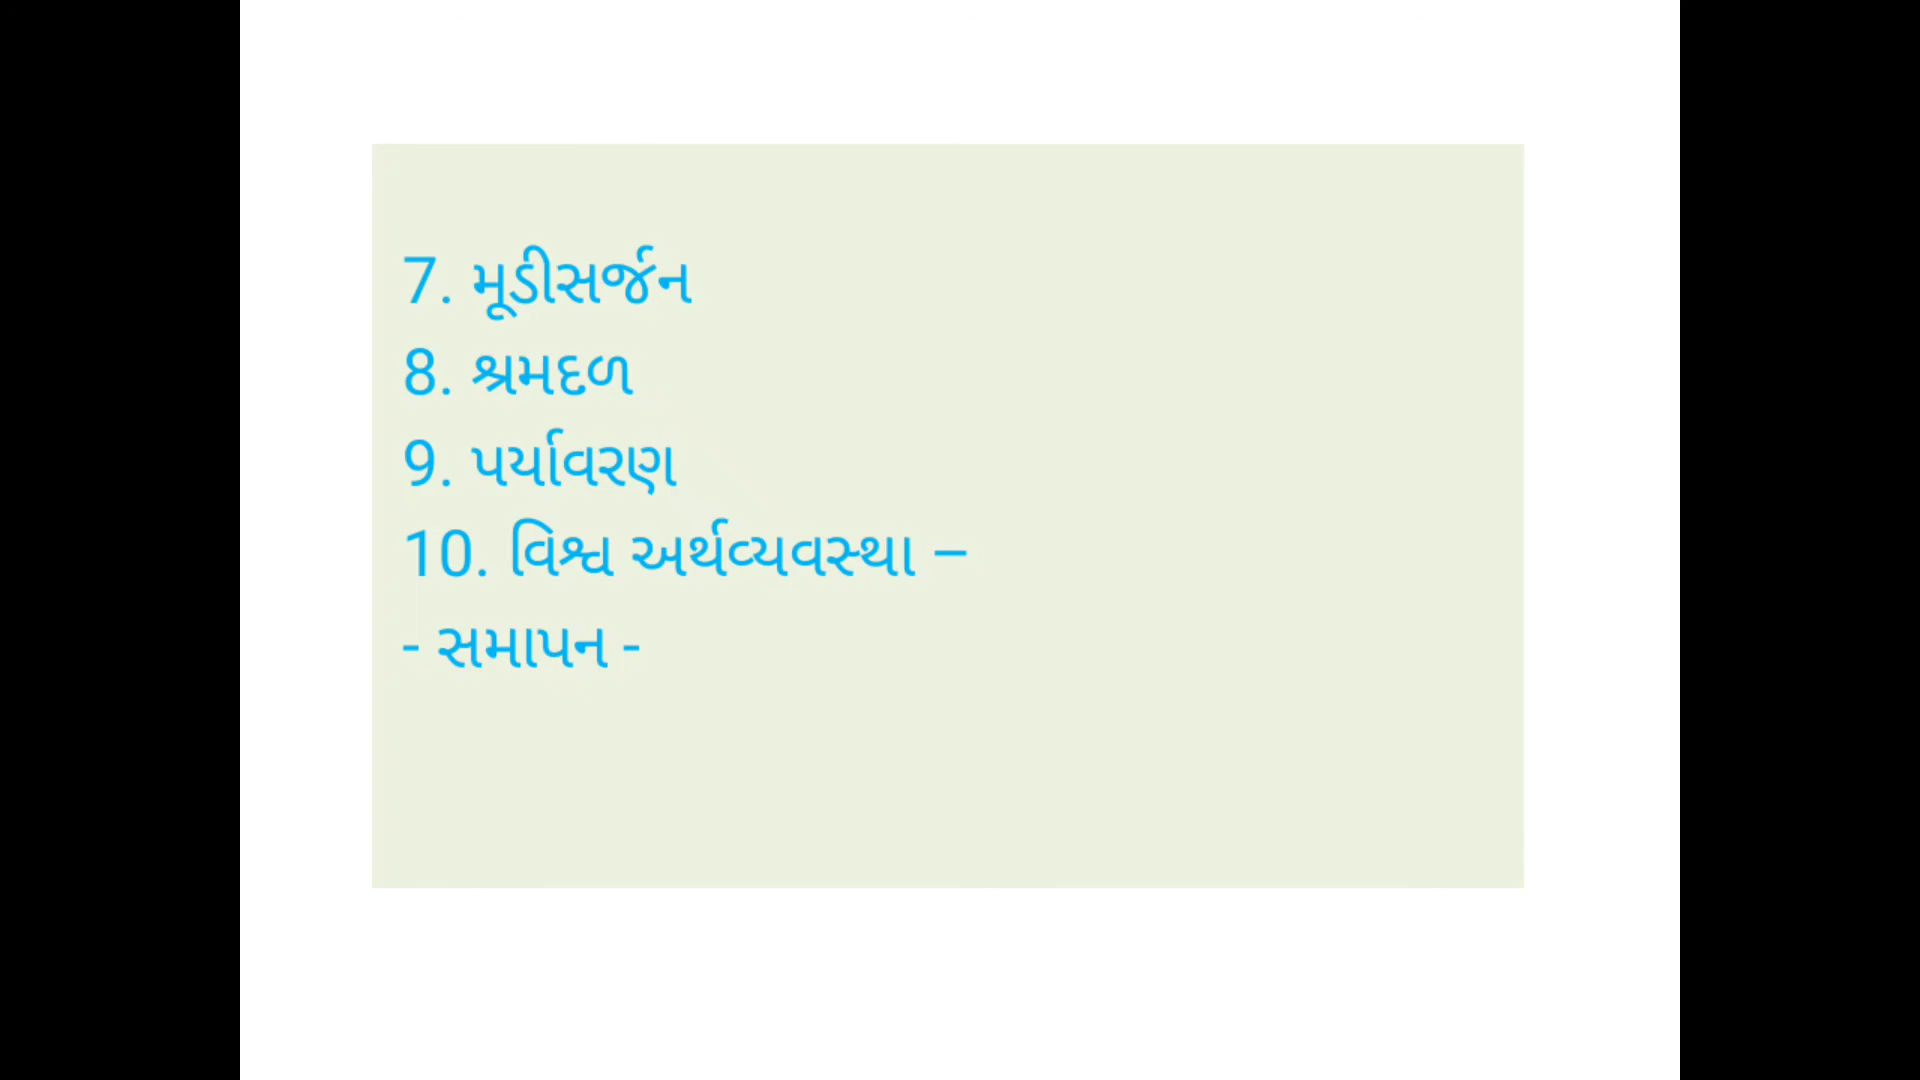 7. મૂડીસર્જન
8. શ્રમદળ
9. પર્યાવરણ
10. વિશ્વ અર્થવ્યવસ્થા –
- સમાપન -